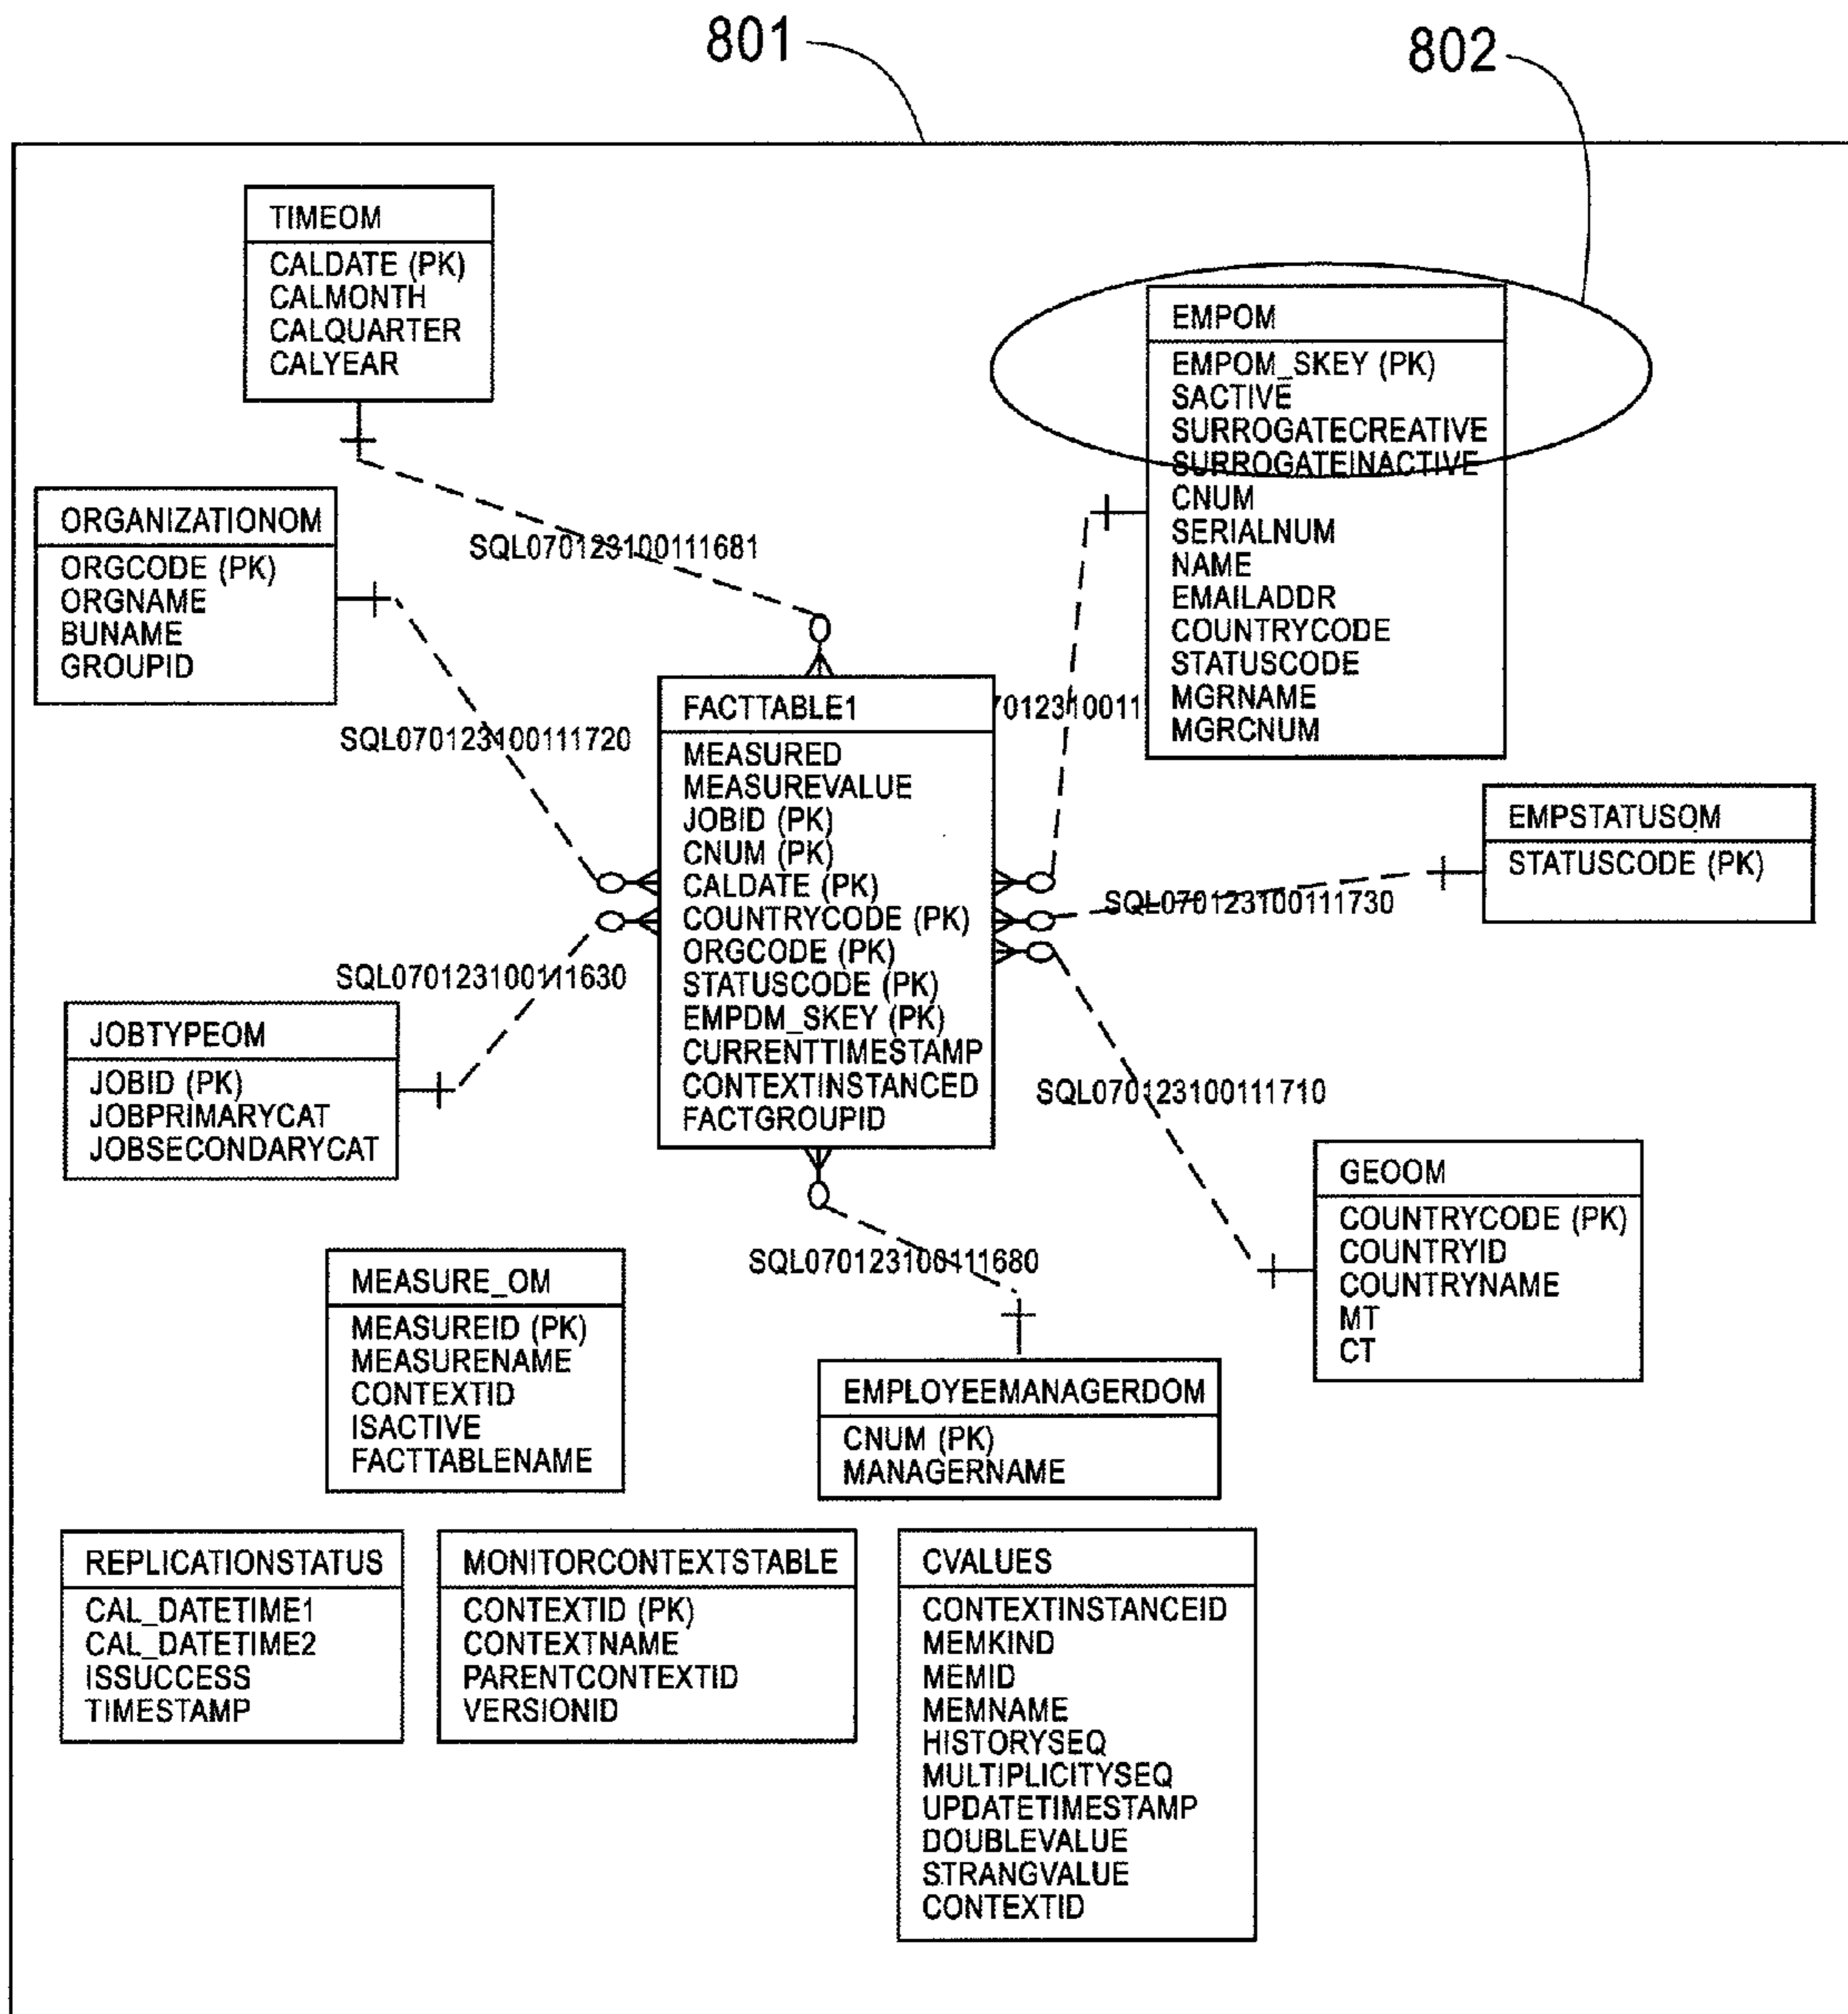 801
802
TIMEOM
CALDATE (PK)
CALMONTH
CALQUARTER
CALYEAR
EMPOM
EMPOM_SKEY (PK)
SACTIVE
SURROGATECREATIVE
SURROGATEINACTIVE
CNUM
SERIALNUM
NAME
EMAILADDR
COUNTRYCODE
STATUSCODE
MGRNAME
MGRCNUM
ORGANIZATIONOM
ORGCODE (PK)
ORGNAME
BUNAME
GROUPID
SQL070123100111681
SQL070123100111720
FACTTABLE1
MEASURED
MEASUREVALUE
JOBID (PK)
CNUM (PK)
CALDATE (PK)
COUNTRYCODE (PK)
ORGCODE (PK)
STATUSCODE (PK)
EMPDM_SKEY (PK)
CURRENTTIMESTAMP
CONTEXTINSTANCED
FACTGROUPID
7012310011
EMPSTATUSOM
STATUSCODE (PK)
SQL070123100111730
SQL070123100111630
JOBTYPEOM
JOBID (PK)
JOBPRIMARYCAT
JOBSECONDARYCAT
SQL070123100111710
GEOOM
COUNTRYCODE (PK)
COUNTRYID
COUNTRYNAME
MT
CT
SQL070123100111680
MEASURE_OM
MEASUREID (PK)
MEASURENAME
CONTEXTID
ISACTIVE
FACTTABLENAME
EMPLOYEEMANAGERDOM
CNUM (PK)
MANAGERNAME
REPLICATIONSTATUS
CAL_DATETIME1
CAL_DATETIME2
ISSUCCESS
TIMESTAMP
MONITORCONTEXTSTABLE
CONTEXTID (PK)
CONTEXTNAME
PARENTCONTEXTID
VERSIONID
CVALUES
CONTEXTINSTANCEID
MEMKIND
MEMID
MEMNAME
HISTORYSEQ
MULTIPLICITYSEQ
UPDATETIMESTAMP
DOUBLEVALUE
STRANGVALUE
CONTEXTID